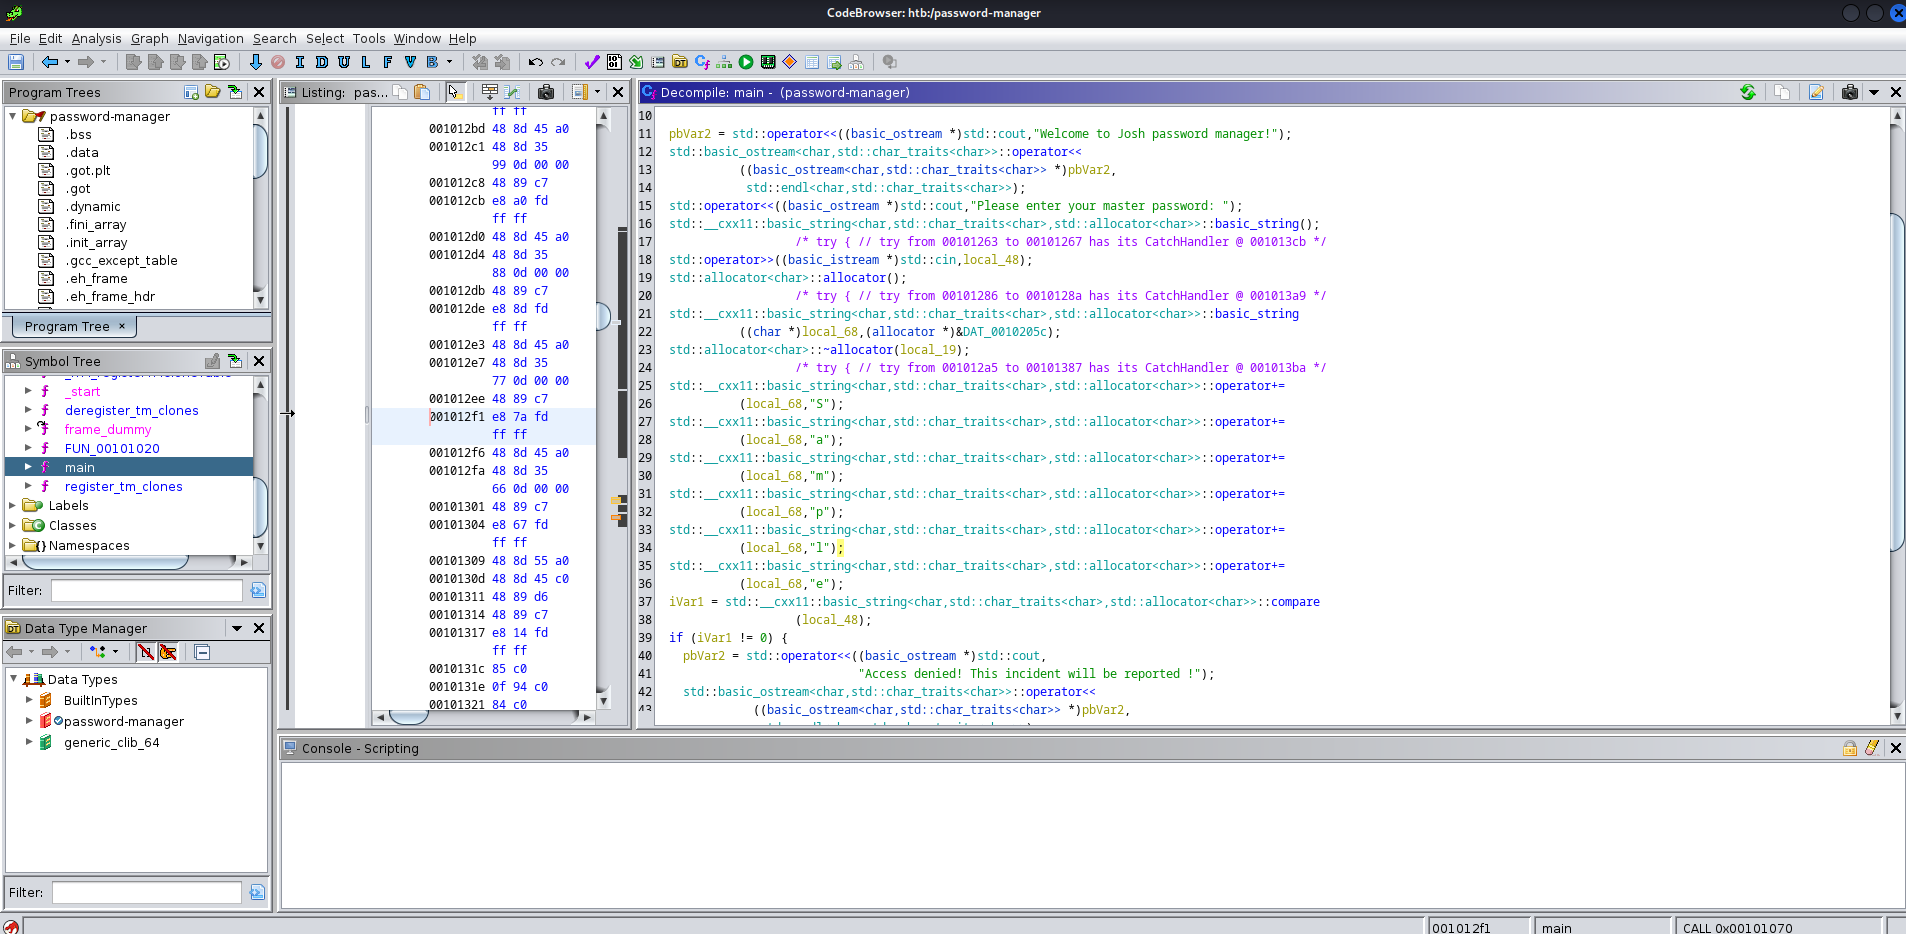 CodeBrowser: htb:/password-manager
File Edit Analysis Graph Navigation Search Select Tools Window Help
I D U L F V B
Program Trees
password-manager
.bss
.data
.got.plt
.got
.dynamic
.fini_array
.init_array
.gcc_except_table
.eh_frame
.eh_frame_hdr
Program Tree ×
Symbol Tree
_start
deregister_tm_clones
frame_dummy
FUN_00101020
main
register_tm_clones
Labels
Classes
Namespaces
Filter:
Data Type Manager
Data Types
BuiltInTypes
password-manager
generic_clib_64
Filter:
Listing: pas...
ff ff
001012bd 48 8d 45 a0
001012c1 48 8d 35
99 0d 00 00
001012c8 48 89 c7
001012cb e8 a0 fd
ff ff
001012d0 48 8d 45 a0
001012d4 48 8d 35
88 0d 00 00
001012db 48 89 c7
001012de e8 8d fd
ff ff
001012e3 48 8d 45 a0
001012e7 48 8d 35
77 0d 00 00
001012ee 48 89 c7
001012f1 e8 7a fd
ff ff
001012f6 48 8d 45 a0
001012fa 48 8d 35
66 0d 00 00
00101301 48 89 c7
00101304 e8 67 fd
ff ff
00101309 48 8d 55 a0
0010130d 48 8d 45 c0
00101311 48 89 d6
00101314 48 89 c7
00101317 e8 14 fd
ff ff
0010131c 85 c0
0010131e 0f 94 c0
00101321 84 c0
Decompile: main - (password-manager)
10
11 pbVar2 = std::operator<<((basic_ostream *)std::cout,"Welcome to Josh password manager!");
12 std::basic_ostream<char,std::char_traits<char>>::operator<<
13 ((basic_ostream<char,std::char_traits<char>> *)pbVar2,
14 std::endl<char,std::char_traits<char>>);
15 std::operator<<((basic_ostream *)std::cout,"Please enter your master password: ");
16 std::__cxx11::basic_string<char,std::char_traits<char>,std::allocator<char>>::basic_string();
17 /* try { // try from 00101263 to 00101267 has its CatchHandler @ 001013cb */
18 std::operator>>((basic_istream *)std::cin,local_48);
19 std::allocator<char>::allocator();
20 /* try { // try from 00101286 to 0010128a has its CatchHandler @ 001013a9 */
21 std::__cxx11::basic_string<char,std::char_traits<char>,std::allocator<char>>::basic_string
22 ((char *)local_68,(allocator *)&DAT_0010205c);
23 std::allocator<char>::~allocator(local_19);
24 /* try { // try from 001012a5 to 00101387 has its CatchHandler @ 001013ba */
25 std::__cxx11::basic_string<char,std::char_traits<char>,std::allocator<char>>::operator+=
26 (local_68,"S");
27 std::__cxx11::basic_string<char,std::char_traits<char>,std::allocator<char>>::operator+=
28 (local_68,"a");
29 std::__cxx11::basic_string<char,std::char_traits<char>,std::allocator<char>>::operator+=
30 (local_68,"m");
31 std::__cxx11::basic_string<char,std::char_traits<char>,std::allocator<char>>::operator+=
32 (local_68,"p");
33 std::__cxx11::basic_string<char,std::char_traits<char>,std::allocator<char>>::operator+=
34 (local_68,"l");
35 std::__cxx11::basic_string<char,std::char_traits<char>,std::allocator<char>>::operator+=
36 (local_68,"e");
37 iVar1 = std::__cxx11::basic_string<char,std::char_traits<char>,std::allocator<char>>::compare
38 (local_48);
39 if (iVar1 != 0) {
40 pbVar2 = std::operator<<((basic_ostream *)std::cout,
41 "Access denied! This incident will be reported !");
42 std::basic_ostream<char,std::char_traits<char>>::operator<<
43 ((basic_ostream<char,std::char_traits<char>> *)pbVar2,
Console - Scripting
001012f1
main
CALL 0x00101070